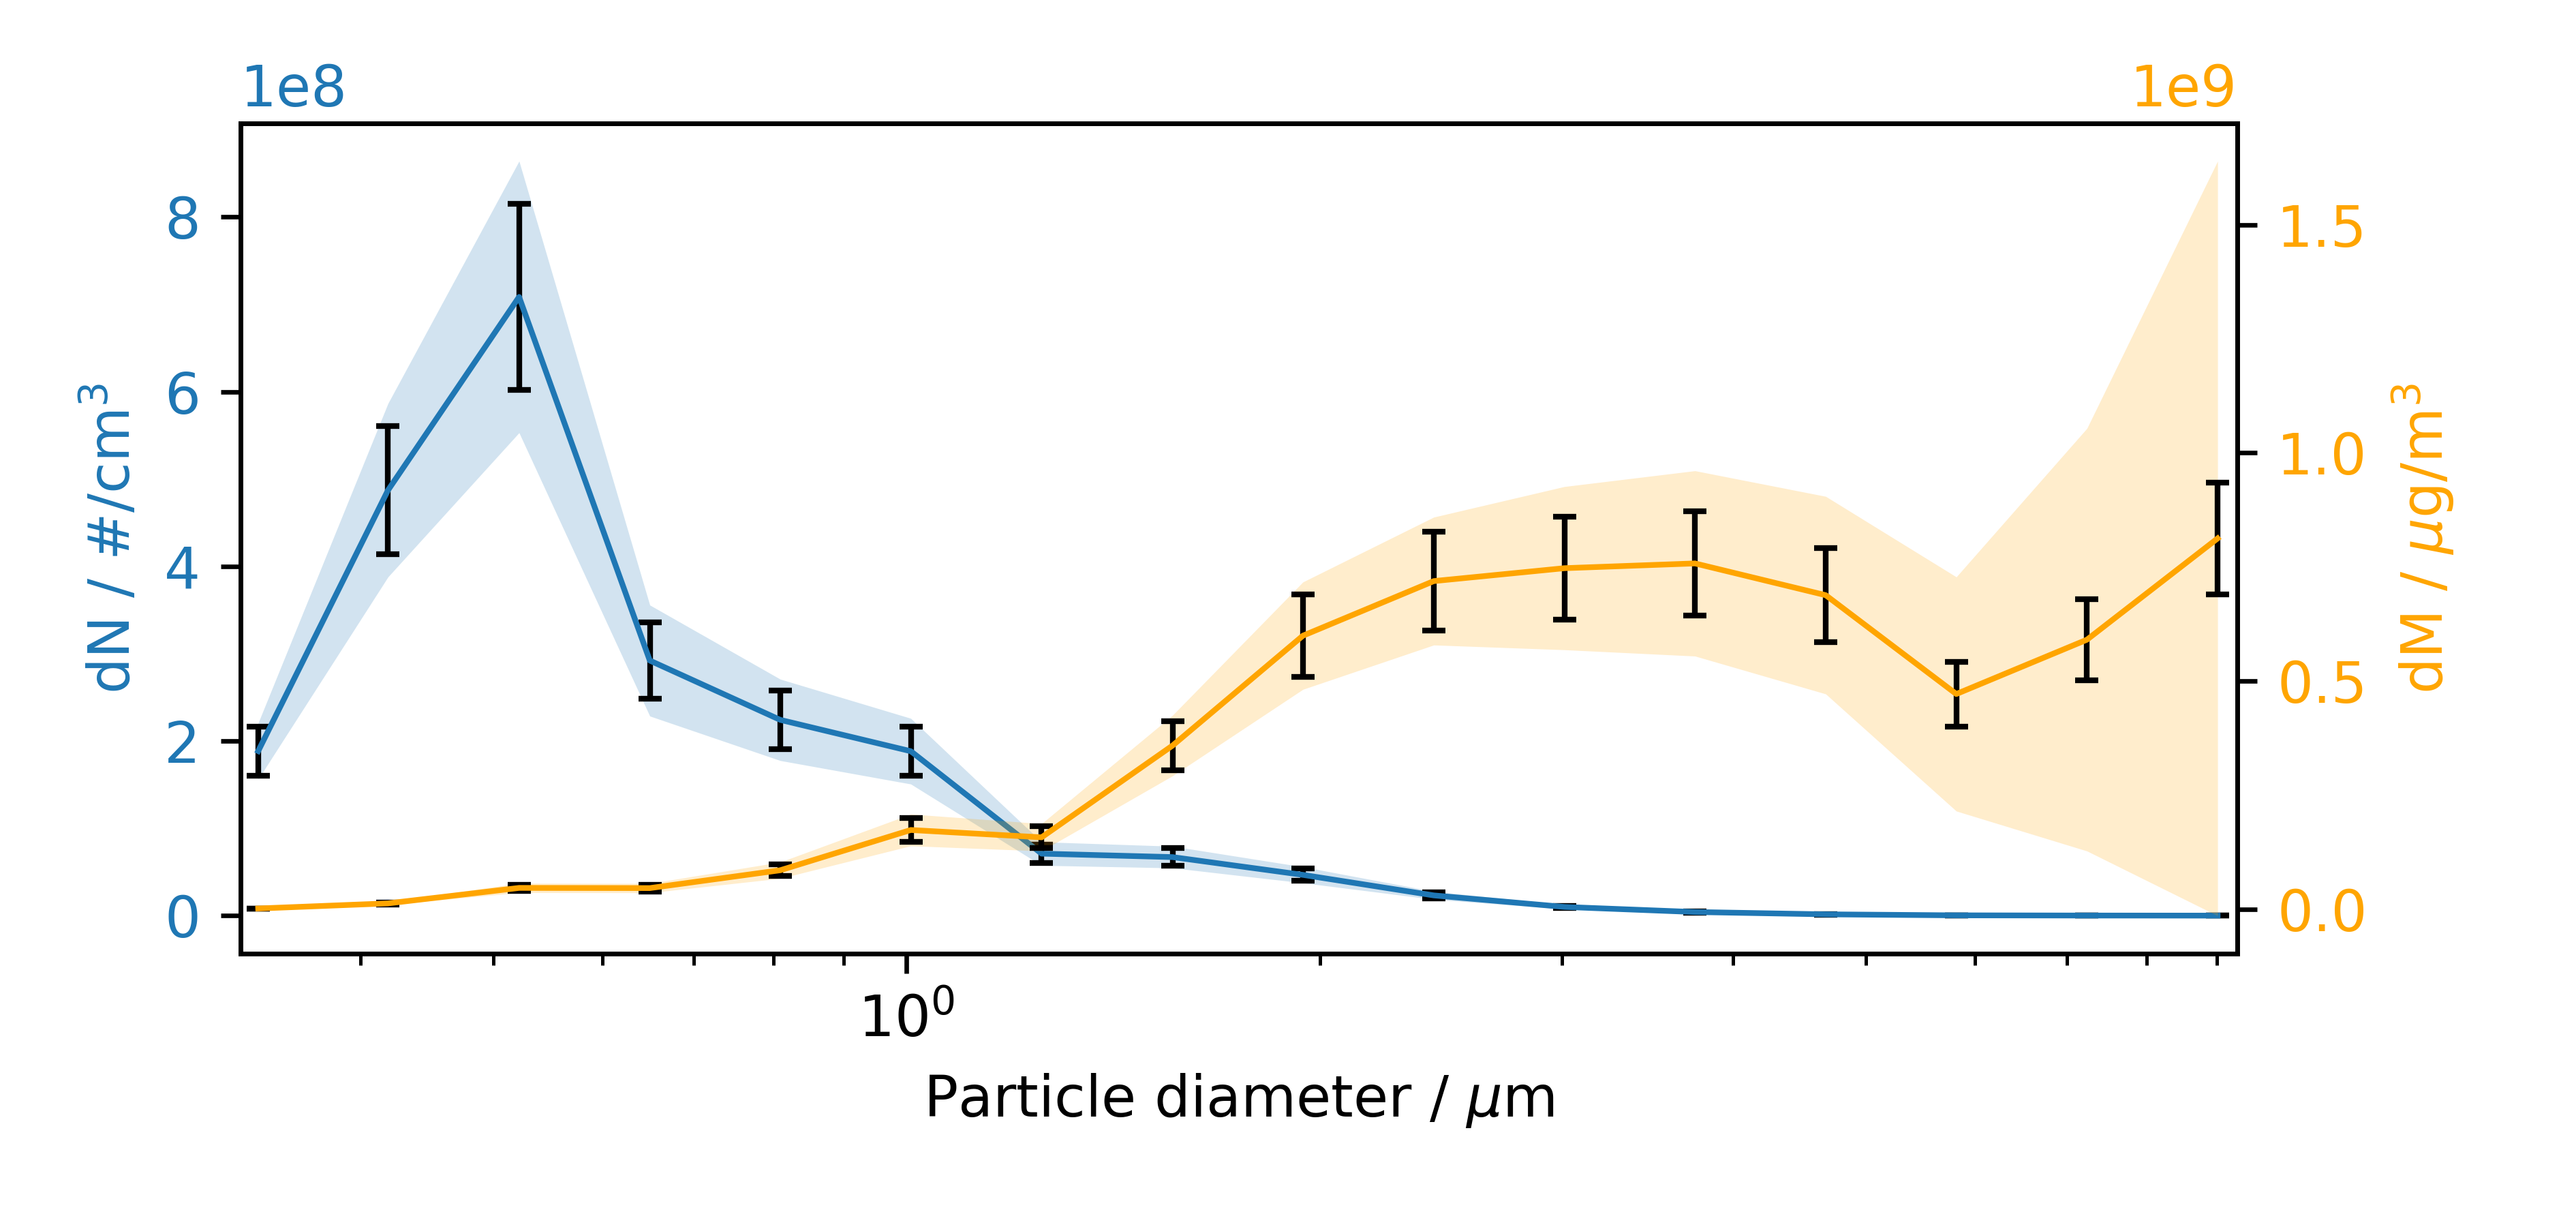 1e8
1e9
8
6
4
2
0
dN / #/cm³
1.5
1.0
0.5
0.0
dM / μg/m³
10⁰
Particle diameter / μm